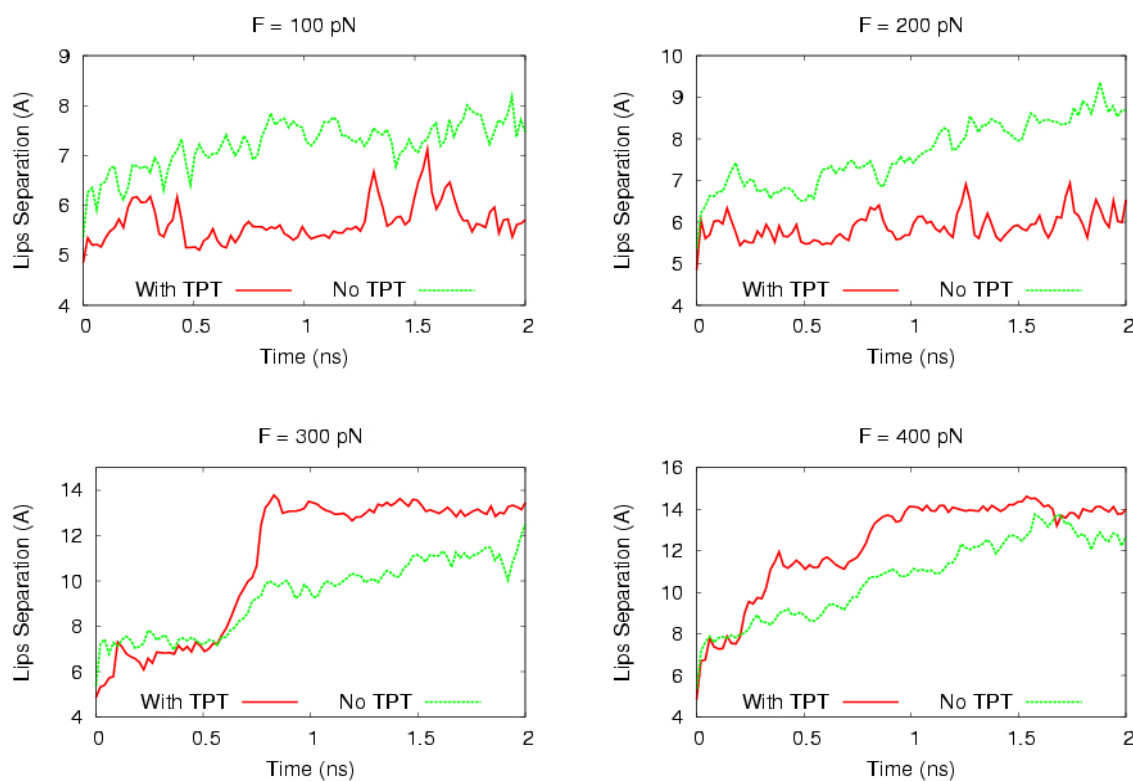 F = 100 pN
9
8
7
6
5
4
Lips Separation (A)
With TPT
No TPT
0 0.5 1 1.5 2
Time (ns)
F = 200 pN
10
9
8
7
6
5
4
Lips Separation (A)
With TPT
No TPT
0 0.5 1 1.5 2
Time (ns)
F = 300 pN
14
12
10
8
6
4
Lips Separation (A)
With TPT
No TPT
0 0.5 1 1.5 2
Time (ns)
F = 400 pN
16
14
12
10
8
6
4
Lips Separation (A)
With TPT
No TPT
0 0.5 1 1.5 2
Time (ns)